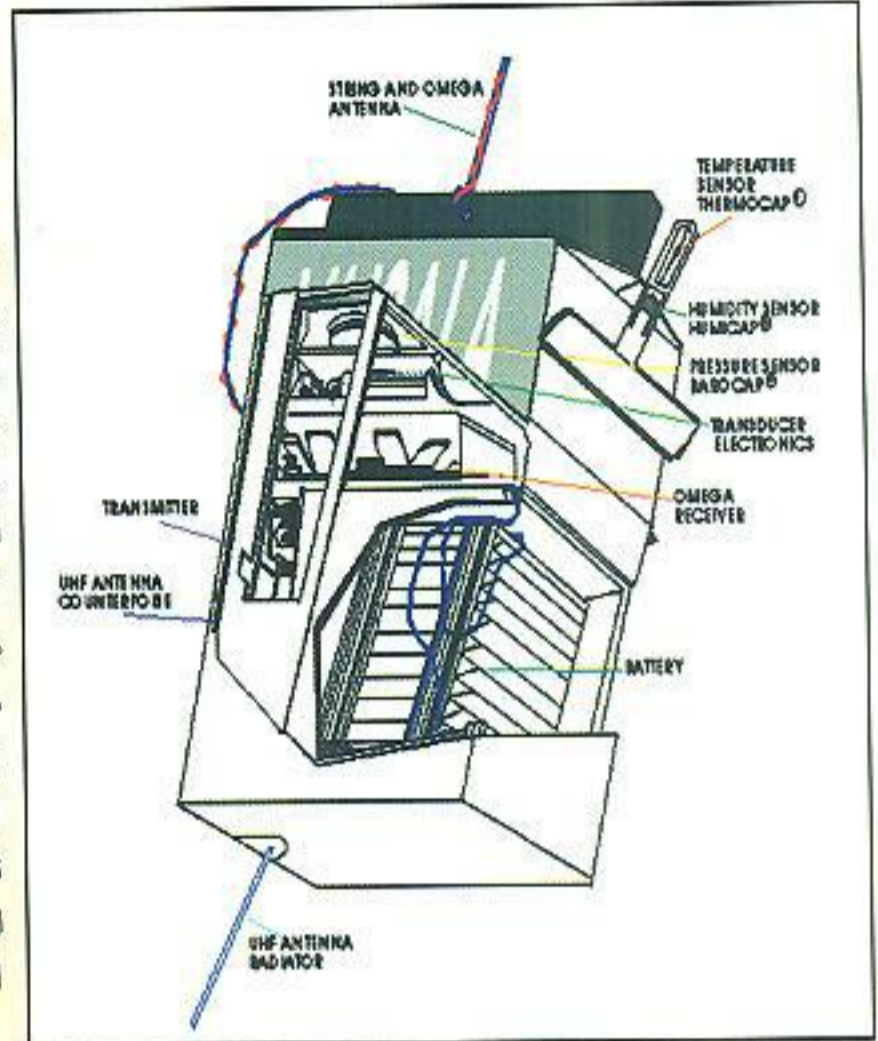 STRING AND OMEGA
ANTENNA
TEMPERATURE
SENSOR
THERMOCAP®
HUMIDITY SENSOR
HUMICAP®
PRESSURE SENSOR
BAROCAP®
TRANSDUCER
ELECTRONICS
OMEGA
RECEIVER
TRANSMITTER
UHF ANTENNA
COUNTERPOISE
BATTERY
UHF ANTENNA
RADIATOR